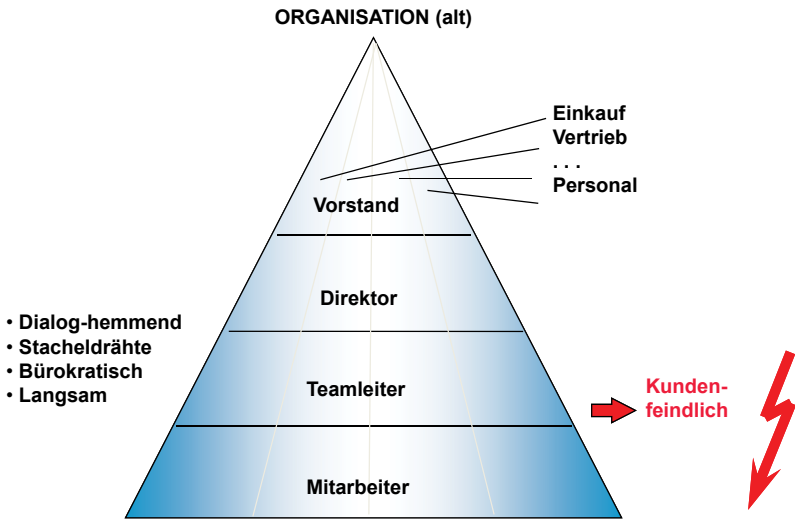 ORGANISATION (alt)
Einkauf
Vertrieb
. . .
Personal
Vorstand
Direktor
• Dialog-hemmend
• Stacheldrähte
• Bürokratisch
• Langsam
Teamleiter
Kunden-
feindlich
Mitarbeiter